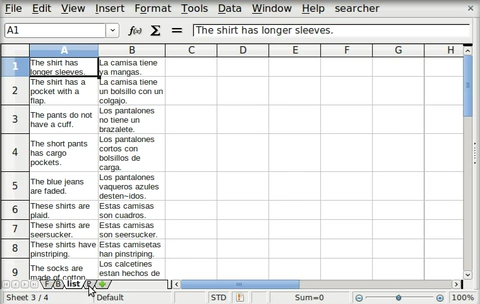 File Edit View Insert Format Tools Data Window Help searcher
A1 f(x) Σ = The shirt has longer sleeves.
A B C D E F G H
1 The shirt has longer sleeves. La camisa tiene ya mangas.
2 The shirt has a pocket with a flap. La camisa tiene un bolsillo con un colgajo.
3 The pants do not have a cuff. Los pantalones no tiene un brazalete.
4 The short pants has cargo pockets. Los pantalones cortos con bolsillos de carga.
5 The blue jeans are faded. Los pantalones vaqueros azules desten~idos.
6 These shirts are plaid. Estas camisas son cuadros.
7 These shirts are seersucker. Estas camisas son seersucker.
8 These shirts have pinstriping. Estas camisetas han pinstriping.
9 The socks are made of cotton Los calcetines estan hechos de
F B list
Sheet 3 / 4 Default STD Sum=0 100%